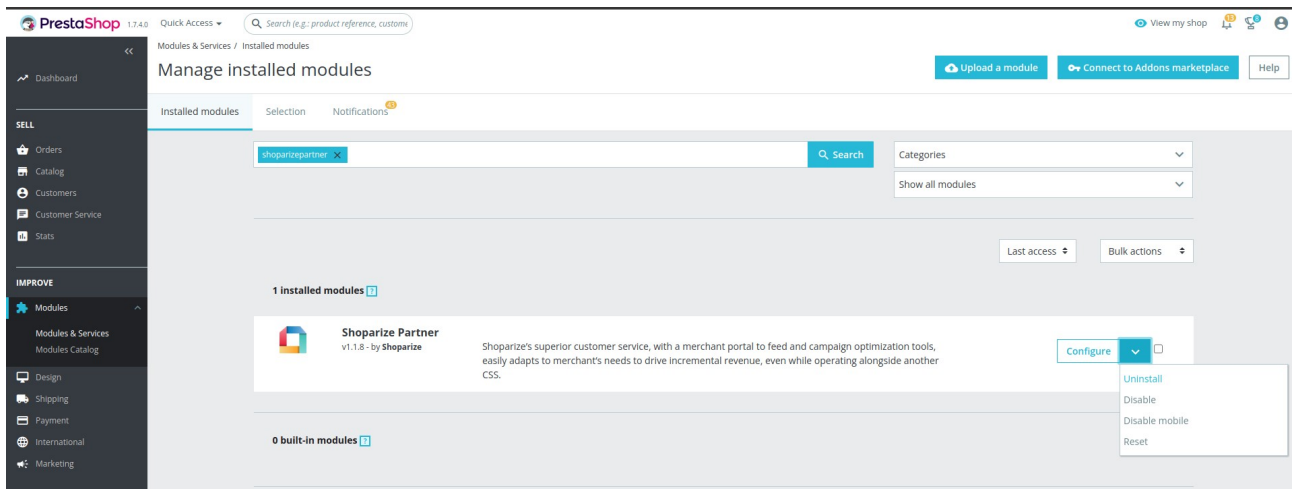 PrestaShop 1.7.4.0 Quick Access Search (e.g.: product reference, custome View my shop 13 8
Modules & Services / Installed modules
Manage installed modules
Upload a module Connect to Addons marketplace Help
Installed modules Selection Notifications 43
Dashboard
SELL
Orders
Catalog
Customers
Customer Service
Stats
IMPROVE
Modules
Modules & Services
Modules Catalog
Design
Shipping
Payment
International
Marketing
shoparizepartner X Search Categories
Show all modules
Last access Bulk actions
1 installed modules ?
Shoparize Partner
v1.1.8 - by Shoparize
Shoparize's superior customer service, with a merchant portal to feed and campaign optimization tools,
easily adapts to merchant's needs to drive incremental revenue, even while operating alongside another
CSS.
Configure
Uninstall
Disable
Disable mobile
Reset
0 built-in modules ?